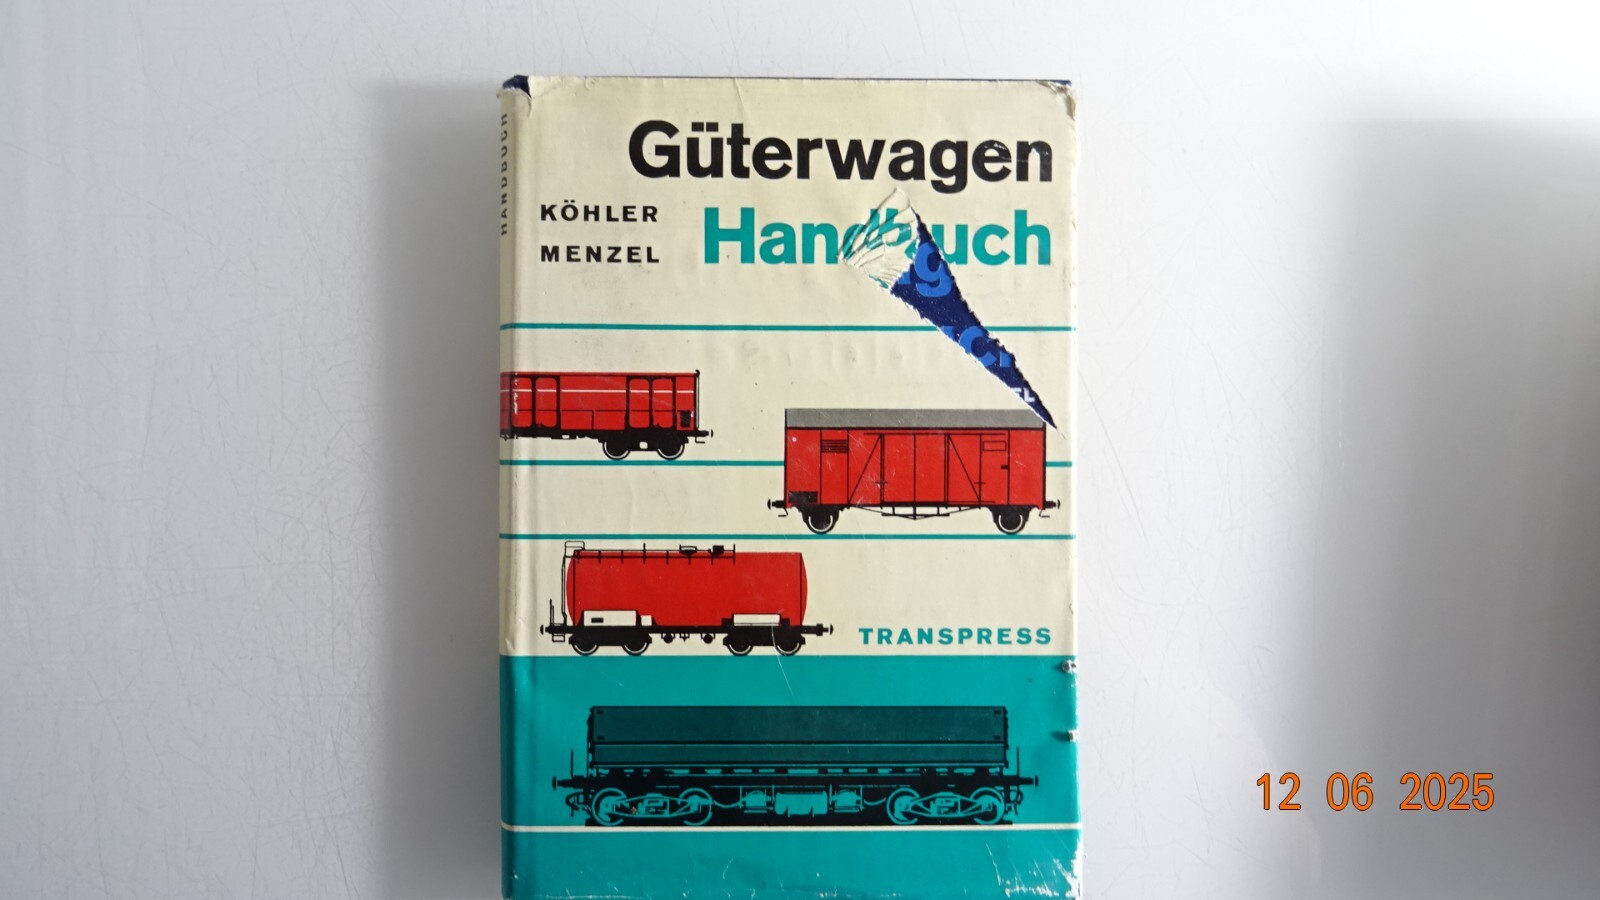 Güterwagen
Handbuch
KÖHLER
MENZEL
HANDBUCH
TRANSPRESS
12 06 2025